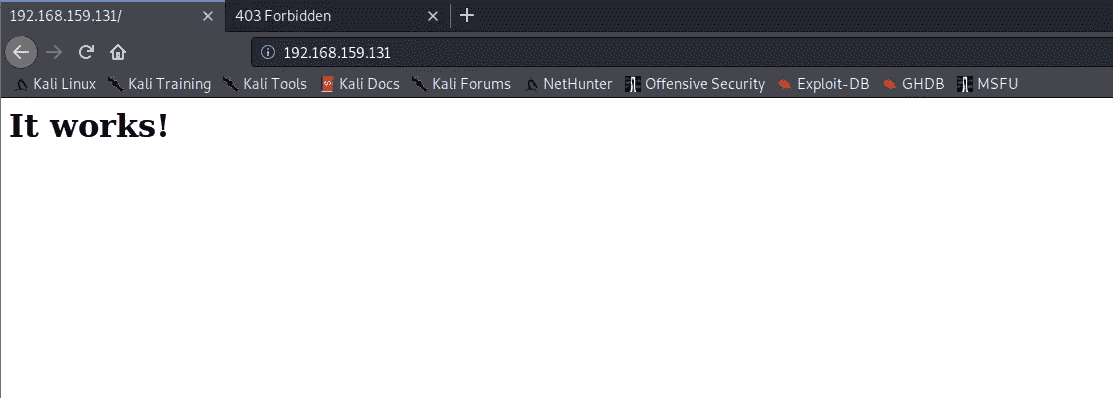 192.168.159.131/ 403 Forbidden
192.168.159.131
Kali Linux Kali Training Kali Tools Kali Docs Kali Forums NetHunter Offensive Security Exploit-DB GHDB MSFU
It works!